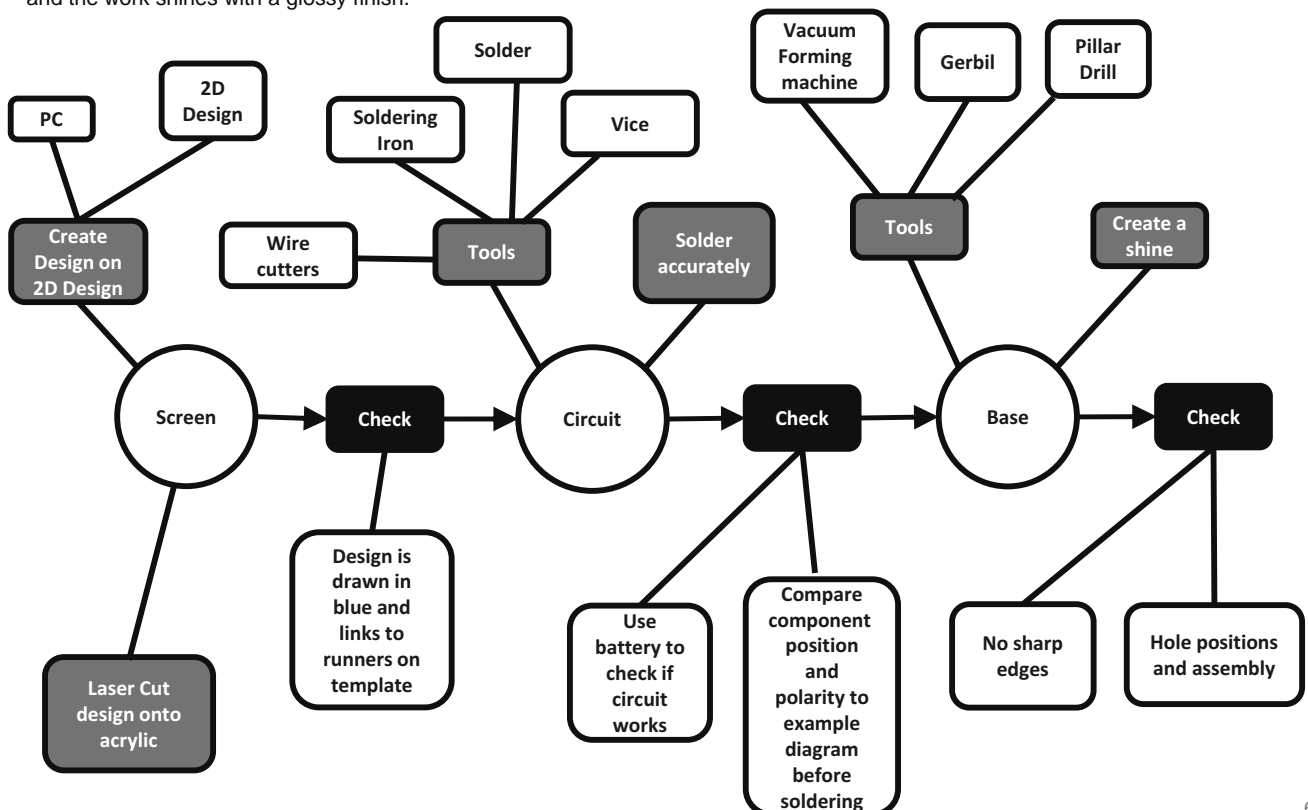 and the work shines with a glossy finish.
PC
2D
Design
Create
Design on
2D Design
Screen
Laser Cut
design onto
acrylic
Check
Design is
drawn in
blue and
links to
runners on
template
Wire
cutters
Soldering
Iron
Solder
Vice
Tools
Solder
accurately
Circuit
Check
Use
battery to
check if
circuit
works
Compare
component
position
and
polarity to
example
diagram
before
soldering
Vacuum
Forming
machine
Gerbil
Pillar
Drill
Tools
Create a
shine
Base
Check
No sharp
edges
Hole positions
and assembly